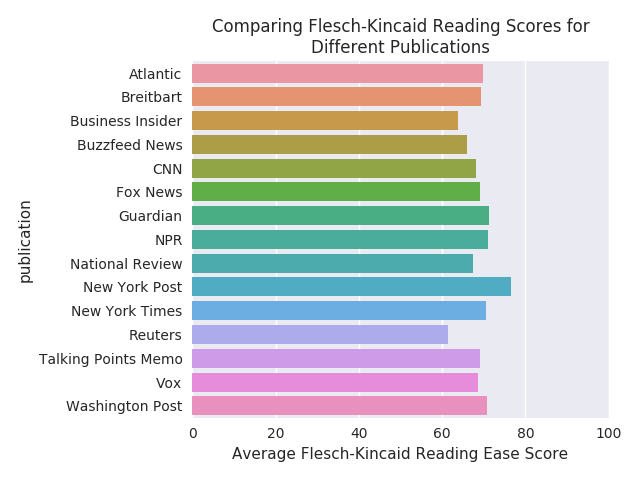 Comparing Flesch-Kincaid Reading Scores for
Different Publications
publication
Atlantic
Breitbart
Business Insider
Buzzfeed News
CNN
Fox News
Guardian
NPR
National Review
New York Post
New York Times
Reuters
Talking Points Memo
Vox
Washington Post
0 20 40 60 80 100
Average Flesch-Kincaid Reading Ease Score